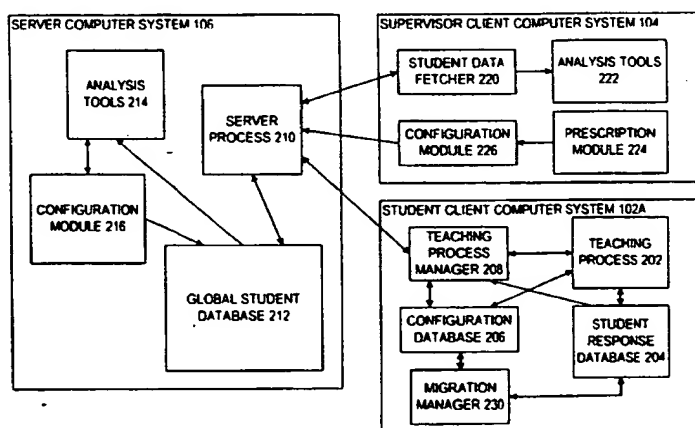 SERVER COMPUTER SYSTEM 106
ANALYSIS
TOOLS 214
SERVER
PROCESS 210
CONFIGURATION
MODULE 216
GLOBAL STUDENT
DATABASE 212
SUPERVISOR CLIENT COMPUTER SYSTEM 104
STUDENT DATA
FETCHER 220
ANALYSIS TOOLS
222
CONFIGURATION
MODULE 226
PRESCRIPTION
MODULE 224
STUDENT CLIENT COMPUTER SYSTEM 102A
TEACHING
PROCESS
MANAGER 208
TEACHING
PROCESS 202
CONFIGURATION
DATABASE 206
STUDENT
RESPONSE
DATABASE 204
MIGRATION
MANAGER 230